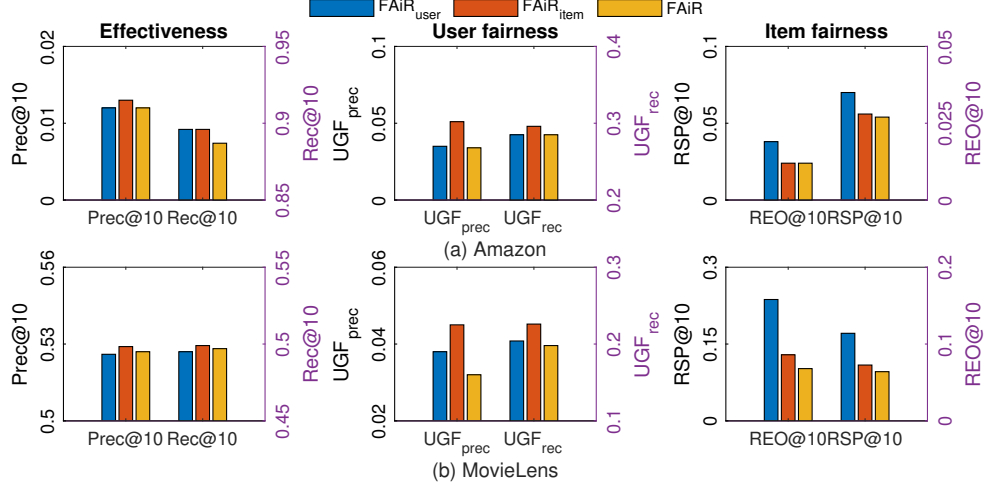 FAiR_user FAiR_item FAiR
Effectiveness
Prec@10
0.02
0.01
0
Rec@10
0.95
0.9
0.85
Prec@10 Rec@10
User fairness
UGF_prec
0.1
0.05
0
UGF_rec
0.4
0.3
0.2
UGF_prec UGF_rec
Item fairness
RSP@10
0.1
0.05
0
REO@10
0.05
0.025
0
REO@10 RSP@10
(a) Amazon
Prec@10
0.56
0.53
0.5
Rec@10
0.55
0.5
0.45
Prec@10 Rec@10
UGF_prec
0.06
0.04
0.02
UGF_rec
0.3
0.2
0.1
UGF_prec UGF_rec
RSP@10
0.3
0.15
0
REO@10
0.2
0.1
0
REO@10 RSP@10
(b) MovieLens